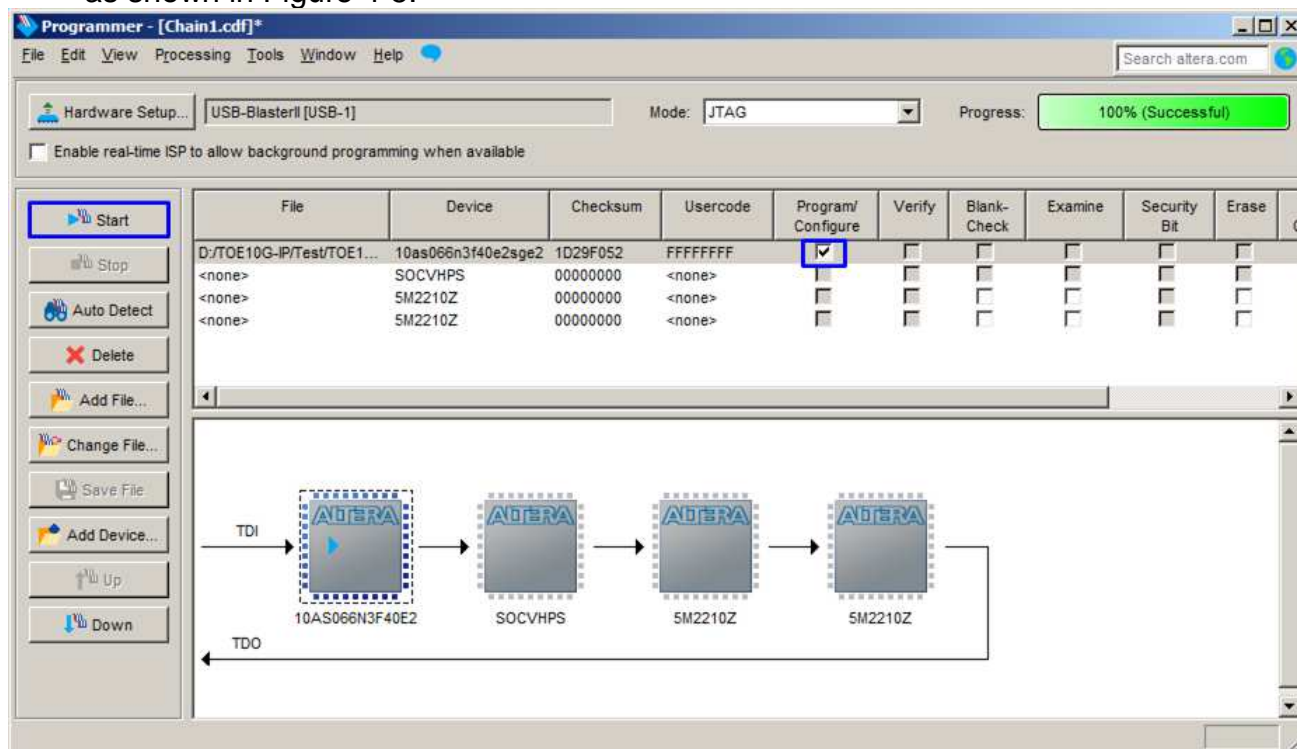 as shown in Figure 1-3.
Programmer - [Chain1.cdf]*
File Edit View Processing Tools Window Help
Search altera.com
Hardware Setup... USB-BlasterII [USB-1] Mode: JTAG Progress: 100% (Successful)
Enable real-time ISP to allow background programming when available
Start
Stop
Auto Detect
Delete
Add File...
Change File...
Save File
Add Device...
Up
Down
File Device Checksum Usercode Program/Configure Verify Blank-Check Examine Security Bit Erase
D:/TOE10G-IP/Test/TOE1... 10as066n3f40e2sge2 1D29F052 FFFFFFFF
<none> SOCVHPS 00000000 <none>
<none> 5M2210Z 00000000 <none>
<none> 5M2210Z 00000000 <none>
TDI
ALTERA ALTERA ALTERA ALTERA
10AS066N3F40E2 SOCVHPS 5M2210Z 5M2210Z
TDO